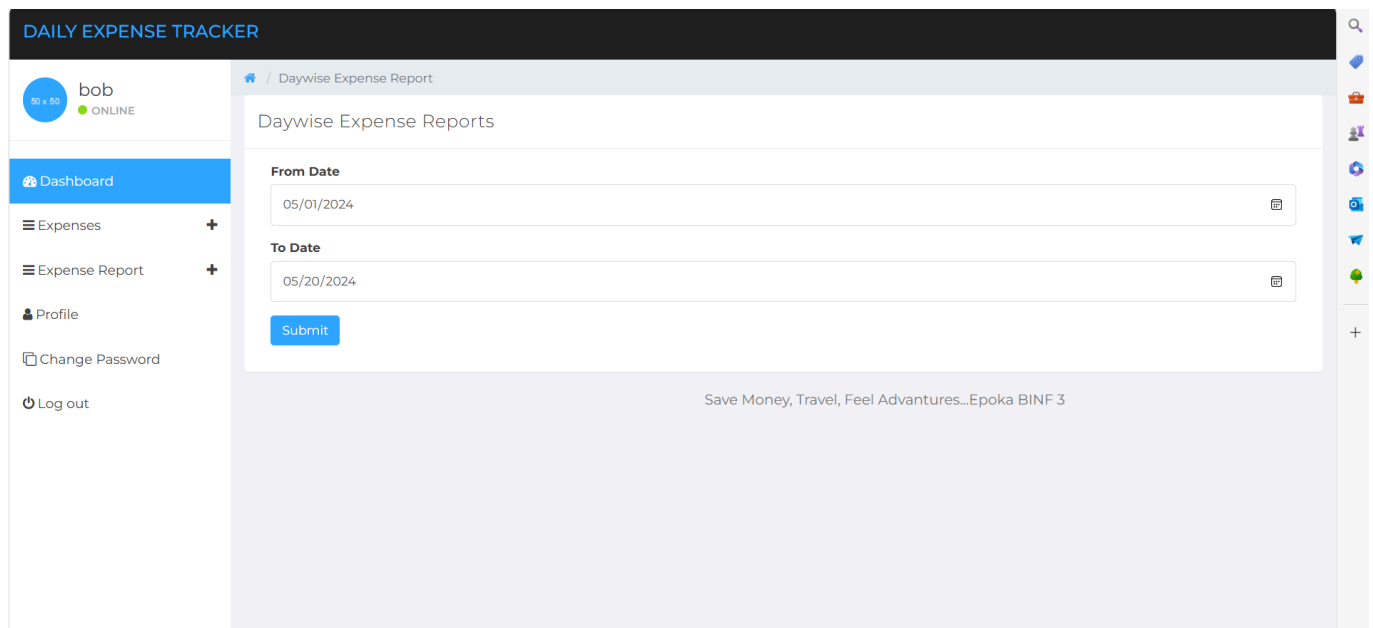 DAILY EXPENSE TRACKER
50 x 50
bob
ONLINE
Dashboard
Expenses
Expense Report
Profile
Change Password
Log out
/ Daywise Expense Report
Daywise Expense Reports
From Date
05/01/2024
To Date
05/20/2024
Submit
Save Money, Travel, Feel Advantures...Epoka BINF 3